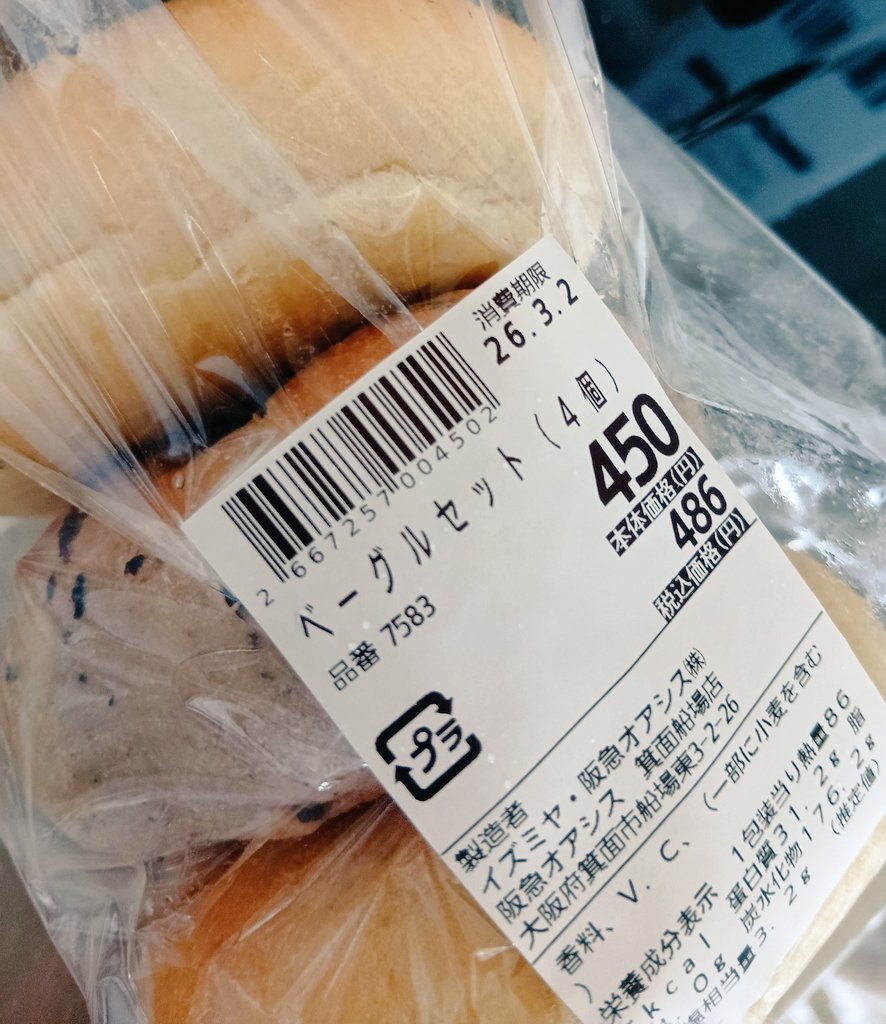 消費期限
26.3.2
2 667257 004502
ベーグルセット(4個)
450
本体価格(円)
486
税込価格(円)
品番 7583
プラ
製造者
イズミヤ・阪急オアシス(株)
阪急オアシス 箕面船場店
大阪府箕面市船場東3-2-26
香料、V.C、(一部に小麦を含む
)
栄養成分表示 1包装当り熱量86
kcal 蛋白質31.2g 脂
.0g 炭水化物176.2g
相当量3.2g (推定値)